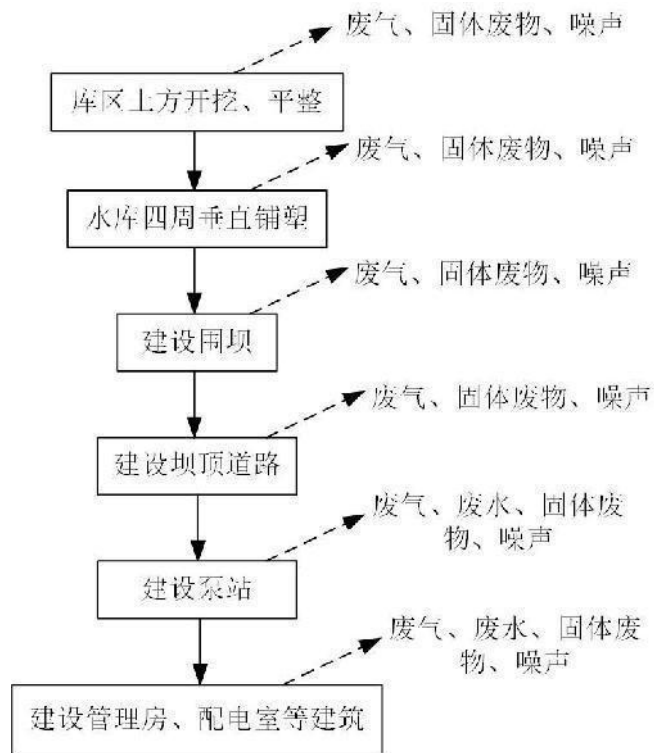 废气、固体废物、噪声
库区上方开挖、平整
废气、固体废物、噪声
水库四周垂直铺塑
废气、固体废物、噪声
建设围坝
废气、固体废物、噪声
建设坝顶道路
废气、废水、固体废
物、噪声
建设泵站
废气、废水、固体废
物、噪声
建设管理房、配电室等建筑